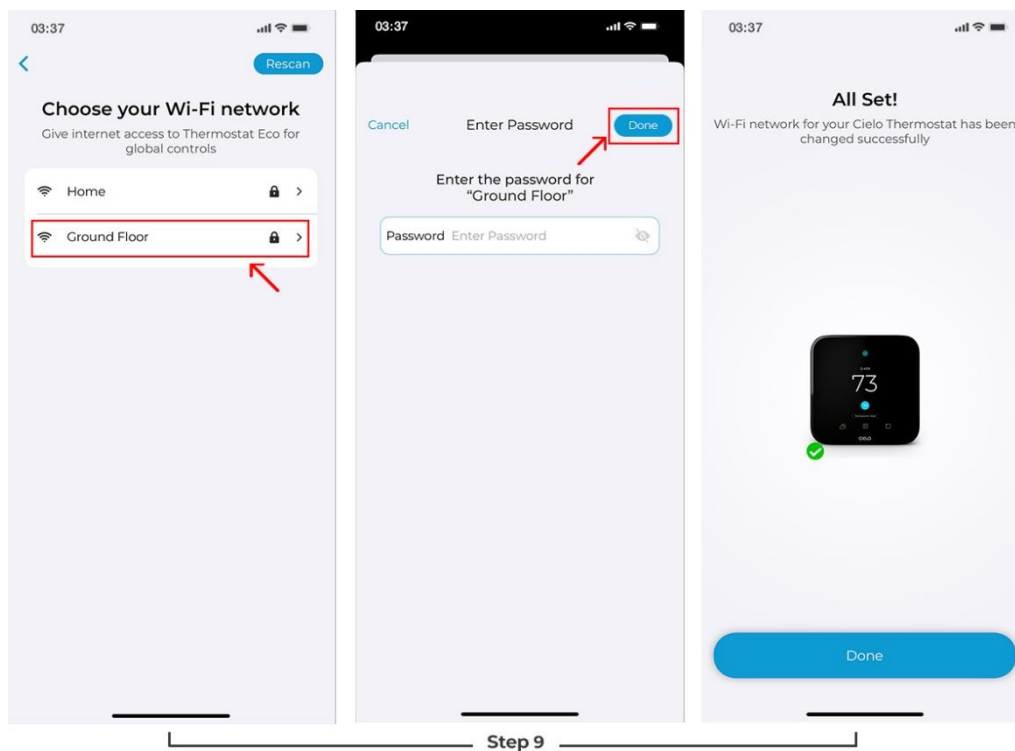 03:37
Rescan
Choose your Wi-Fi network
Give internet access to Thermostat Eco for
global controls
Home
Ground Floor
03:37
Cancel
Enter Password
Done
Enter the password for
“Ground Floor”
Password Enter Password
03:37
All Set!
Wi-Fi network for your Cielo Thermostat has been
changed successfully
73
Done
Step 9